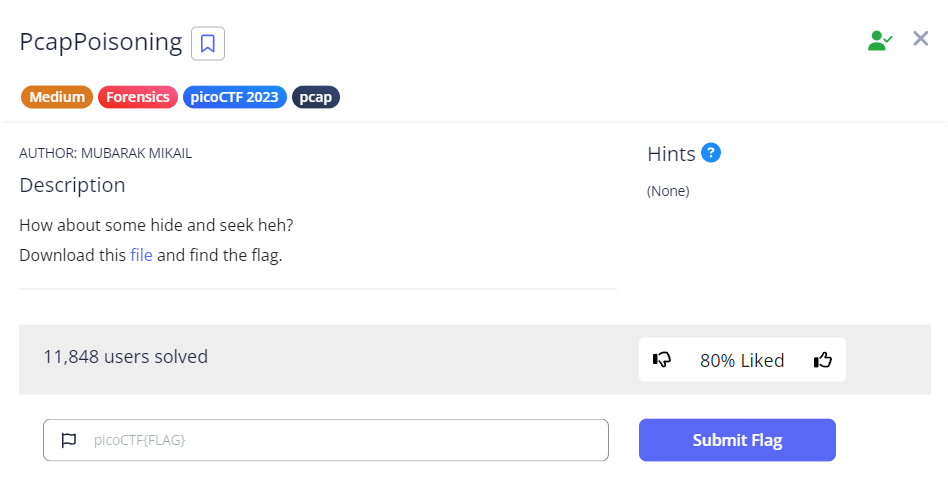 PcapPoisoning
Medium Forensics picoCTF 2023 pcap
AUTHOR: MUBARAK MIKAIL
Description
How about some hide and seek heh?
Download this file and find the flag.
Hints ?
(None)
11,848 users solved
80% Liked
picoCTF{FLAG}
Submit Flag